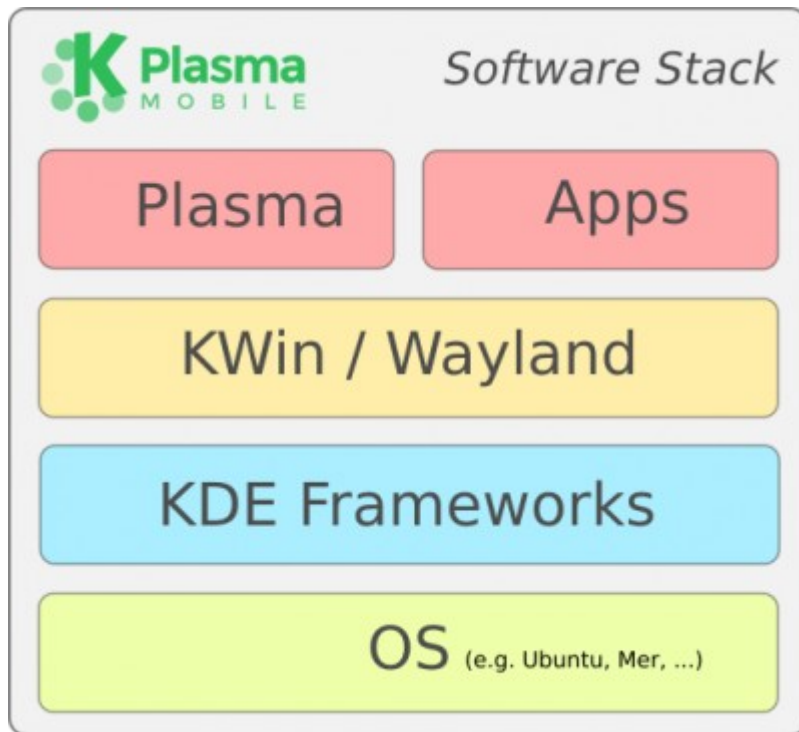 Plasma
MOBILE
Software Stack
Plasma
Apps
KWin / Wayland
KDE Frameworks
OS (e.g. Ubuntu, Mer, ...)